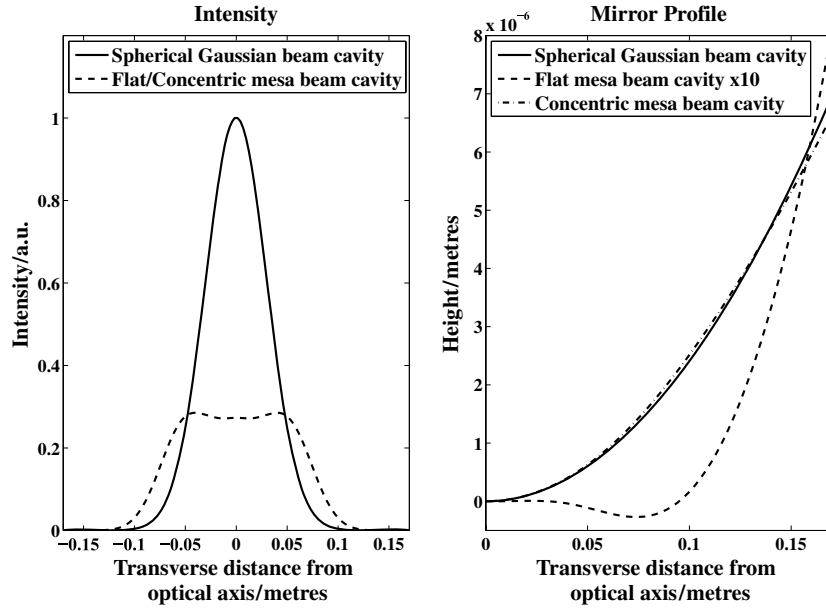 Intensity
Spherical Gaussian beam cavity
Flat/Concentric mesa beam cavity
Intensity/a.u.
1
0.8
0.6
0.4
0.2
0
−0.15 −0.1 −0.05 0 0.05 0.1 0.15
Transverse distance from
optical axis/metres
Mirror Profile
x 10−6
Spherical Gaussian beam cavity
Flat mesa beam cavity x10
Concentric mesa beam cavity
Height/metres
8
7
6
5
4
3
2
1
0
0 0.05 0.1 0.15
Transverse distance from
optical axis/metres